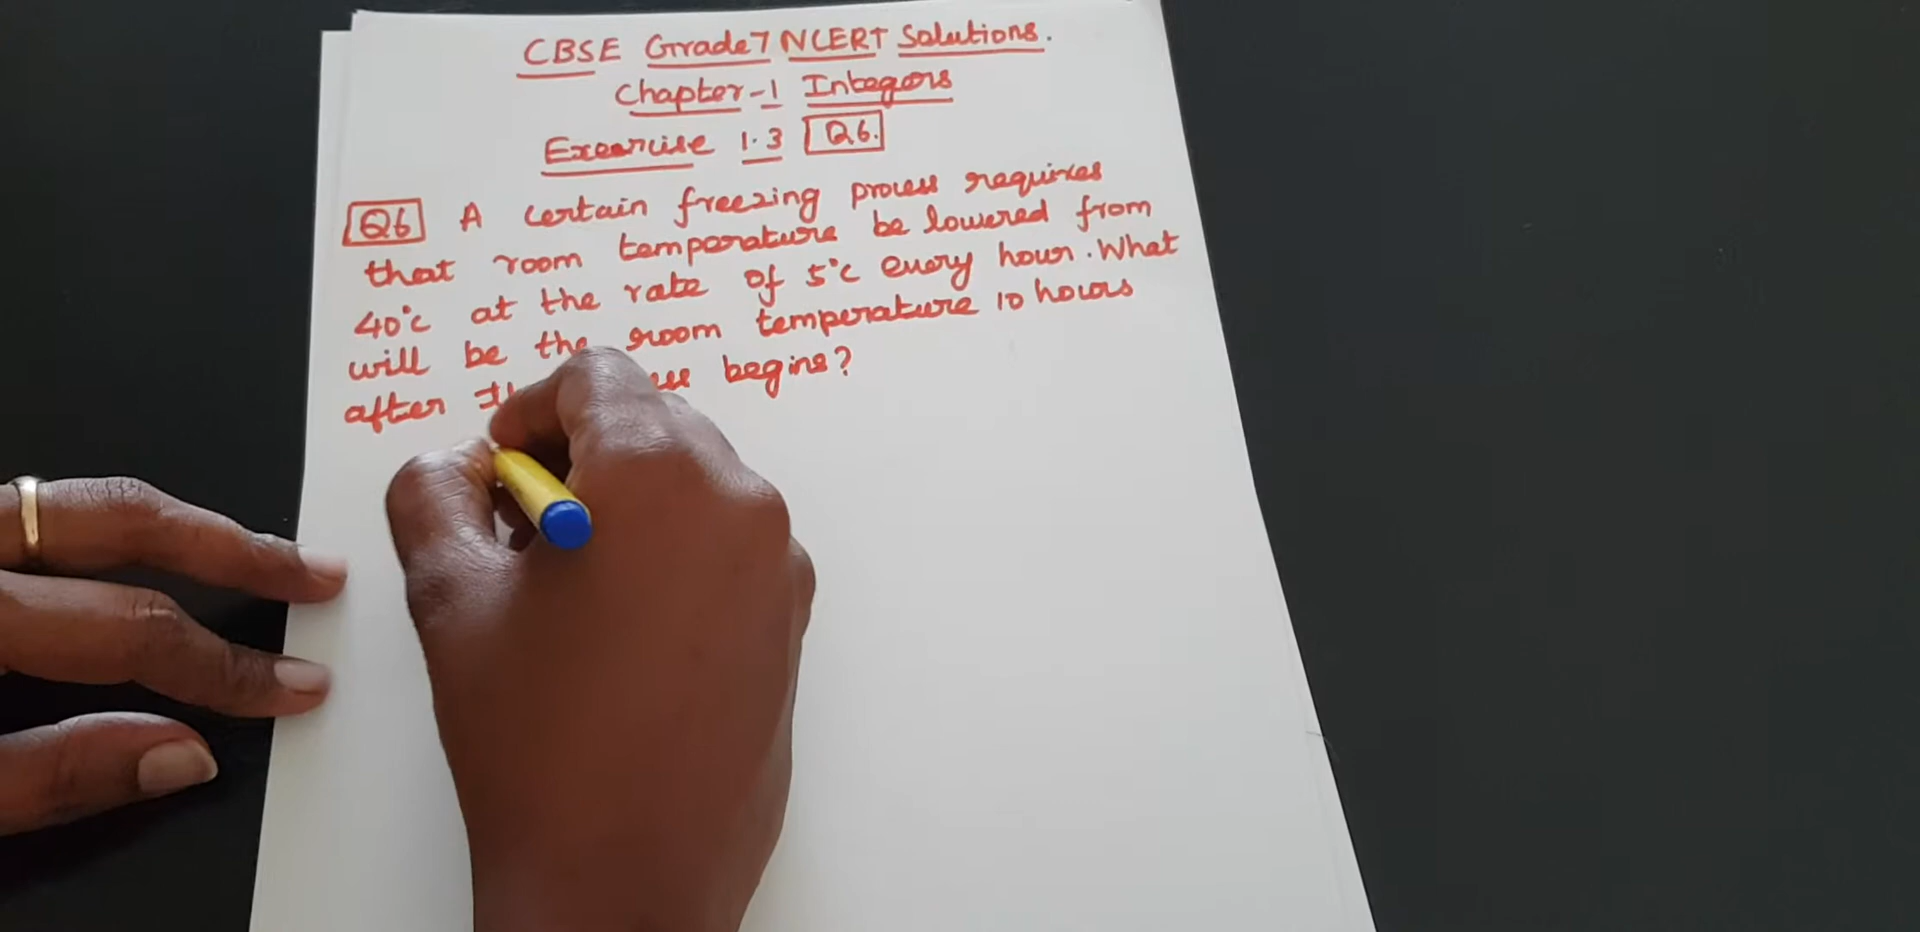 CBSE Grade 7 NCERT Solutions.
Chapter-1 Integers
Exercise 1.3 Q6.
Q6 A certain freezing process requires
that room temperature be lowered from
40°C at the rate of 5°C every hour. What
will be the room temperature 10 hours
after begins?